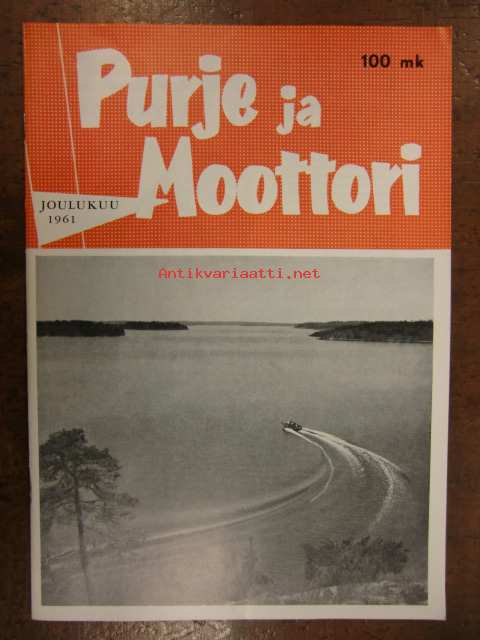 100 mk
Purje ja
Moottori
JOULUKUU
1961
Antikvariaatti.net